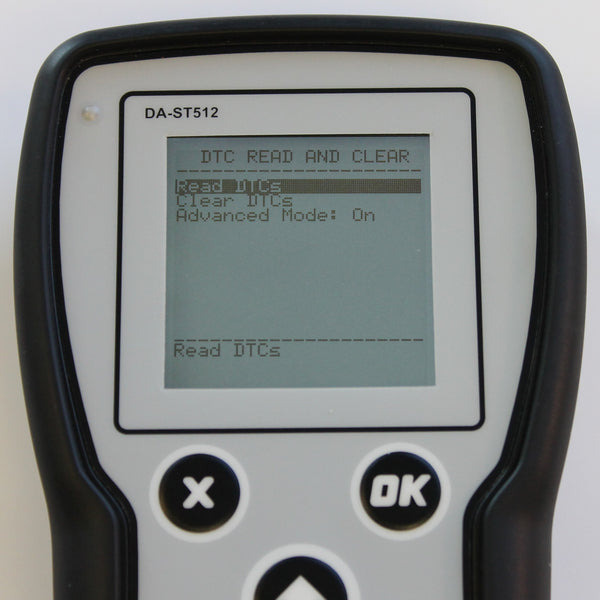 DA-ST512
DTC READ AND CLEAR
Read DTCs
Clear DTCs
Advanced Mode: On
Read DTCs
X
OK